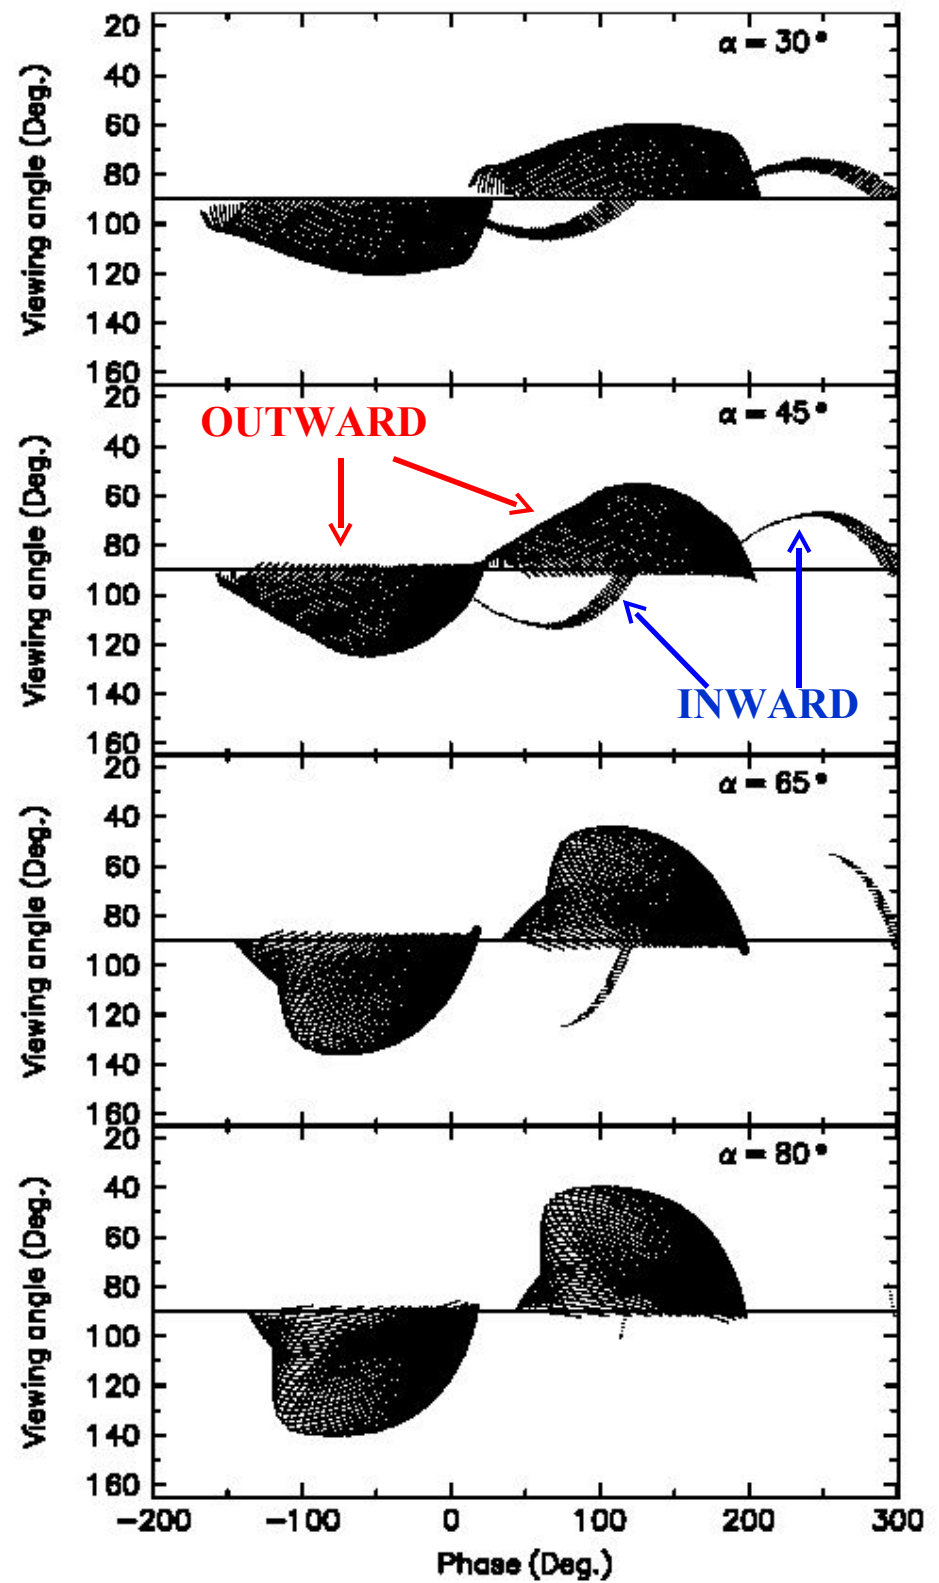 α = 30°
20
40
60
80
100
120
140
160
Viewing angle (Deg.)
α = 45°
OUTWARD
INWARD
20
40
60
80
100
120
140
160
Viewing angle (Deg.)
α = 65°
20
40
60
80
100
120
140
160
Viewing angle (Deg.)
α = 80°
20
40
60
80
100
120
140
160
Viewing angle (Deg.)
−200 −100 0 100 200 300
Phase (Deg.)